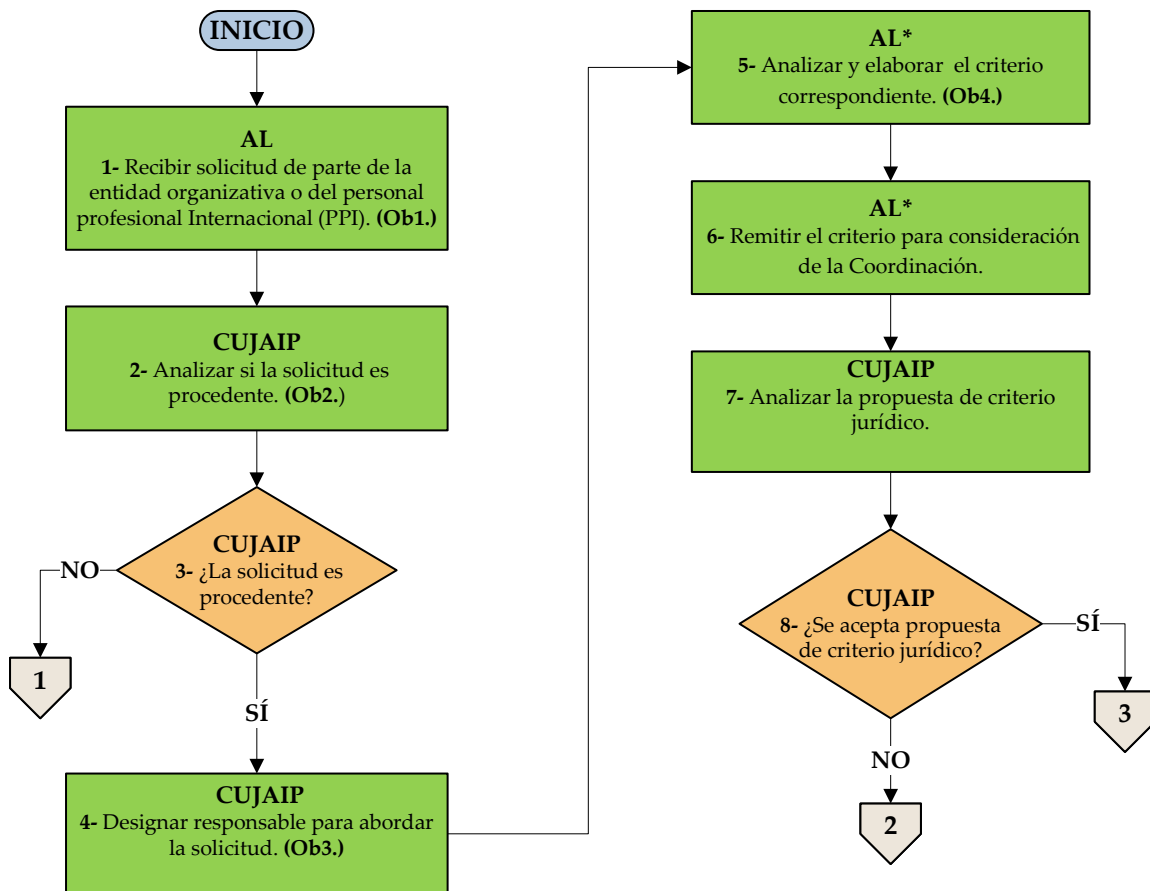 INICIO
AL
1- Recibir solicitud de parte de la
entidad organizativa o del personal
profesional Internacional (PPI). (Ob1.)
CUJAIP
2- Analizar si la solicitud es
procedente. (Ob2.)
CUJAIP
3- ¿La solicitud es
procedente?
NO
1
SÍ
CUJAIP
4- Designar responsable para abordar
la solicitud. (Ob3.)
AL*
5- Analizar y elaborar el criterio
correspondiente. (Ob4.)
AL*
6- Remitir el criterio para consideración
de la Coordinación.
CUJAIP
7- Analizar la propuesta de criterio
jurídico.
CUJAIP
8- ¿Se acepta propuesta
de criterio jurídico?
SÍ
3
NO
2